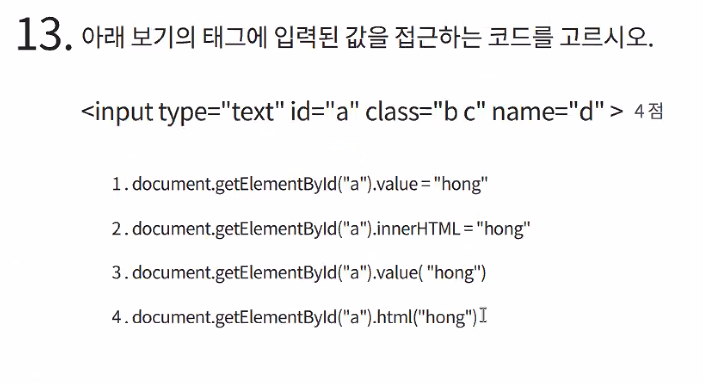 13. 아래 보기의 태그에 입력된 값을 접근하는 코드를 고르시오.
<input type="text" id="a" class="b c" name="d" > 4점
1. document.getElementById("a").value = "hong"
2. document.getElementById("a").innerHTML = "hong"
3. document.getElementById("a").value( "hong")
4. document.getElementById("a").html("hong")